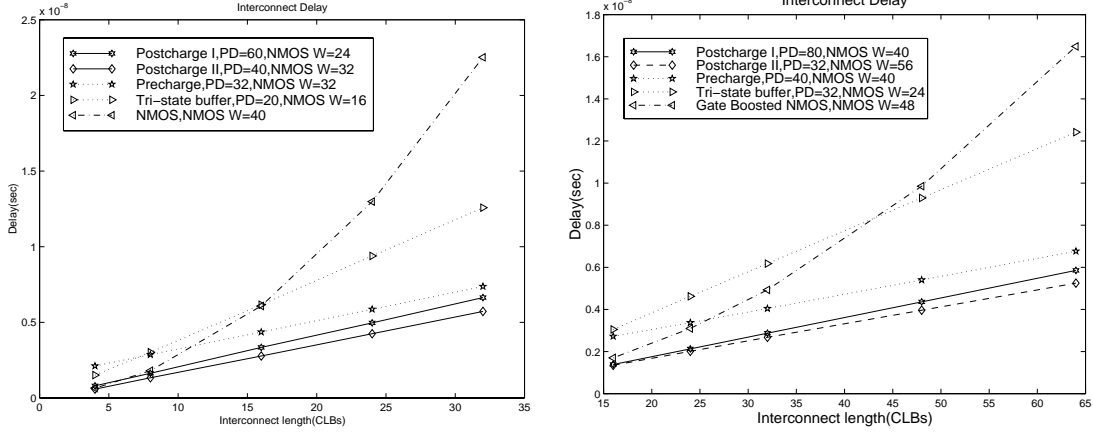 x 10^-8
Interconnect Delay
2.5
2
1.5
1
0.5
0
Delay(sec)
Postcharge I,PD=60,NMOS W=24
Postcharge II,PD=40,NMOS W=32
Precharge,PD=32,NMOS W=32
Tri−state buffer,PD=20,NMOS W=16
NMOS,NMOS W=40
0 5 10 15 20 25 30 35
Interconnect length(CLBs)
x 10^-8
Interconnect Delay
1.8
1.6
1.4
1.2
1
0.8
0.6
0.4
0.2
0
Delay(sec)
Postcharge I,PD=80,NMOS W=40
Postcharge II,PD=32,NMOS W=56
Precharge,PD=40,NMOS W=40
Tri−state buffer,PD=32,NMOS W=24
Gate Boosted NMOS,NMOS W=48
15 20 25 30 35 40 45 50 55 60 65
Interconnect length(CLBs)